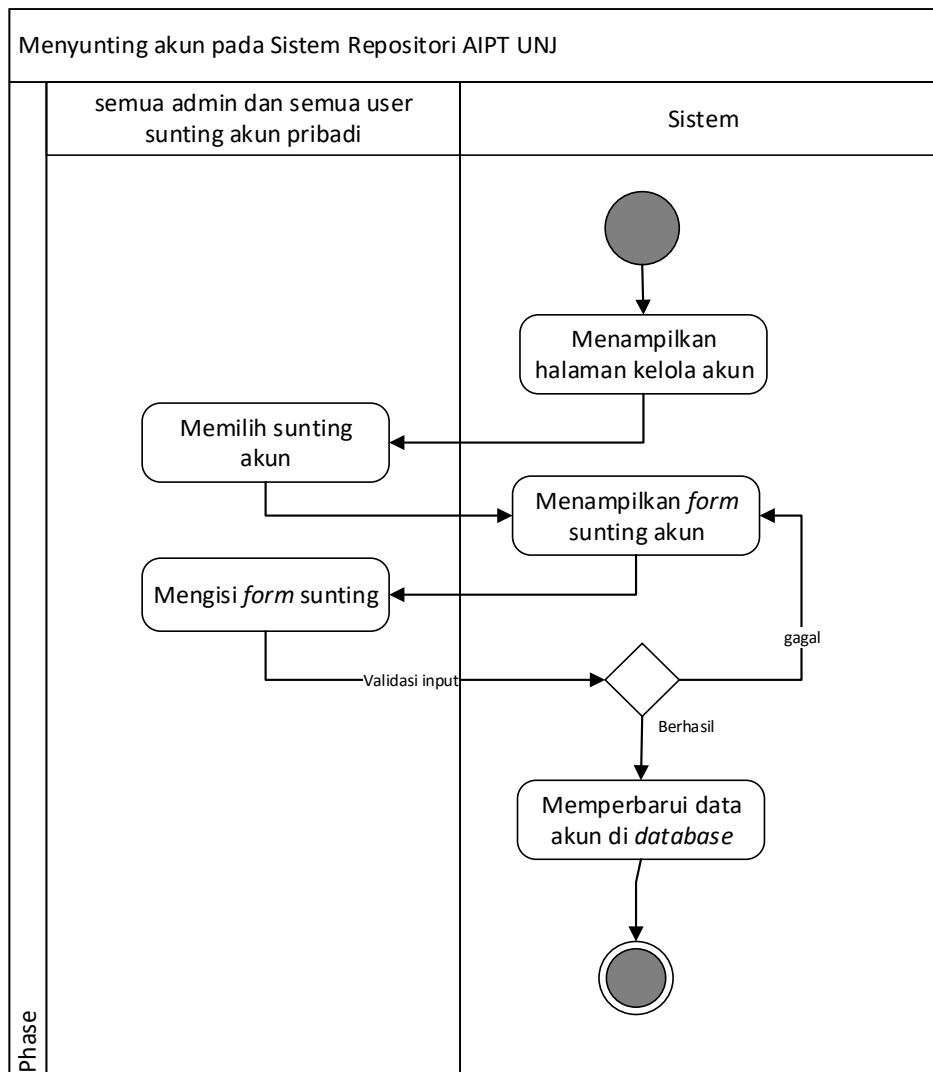 Menyunting akun pada Sistem Repositori AIPT UNJ
semua admin dan semua user
sunting akun pribadi
Sistem
Menampilkan
halaman kelola akun
Memilih sunting
akun
Menampilkan form
sunting akun
Mengisi form sunting
gagal
Validasi input
Berhasil
Memperbarui data
akun di database
Phase